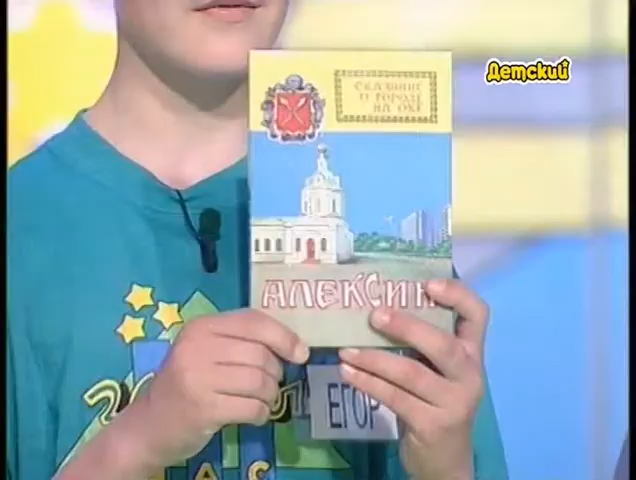 Детский
СКАЗАНИЕ
О ГОРОДЕ
НА ОКЕ
АЛЕКСИН
ЕГОР